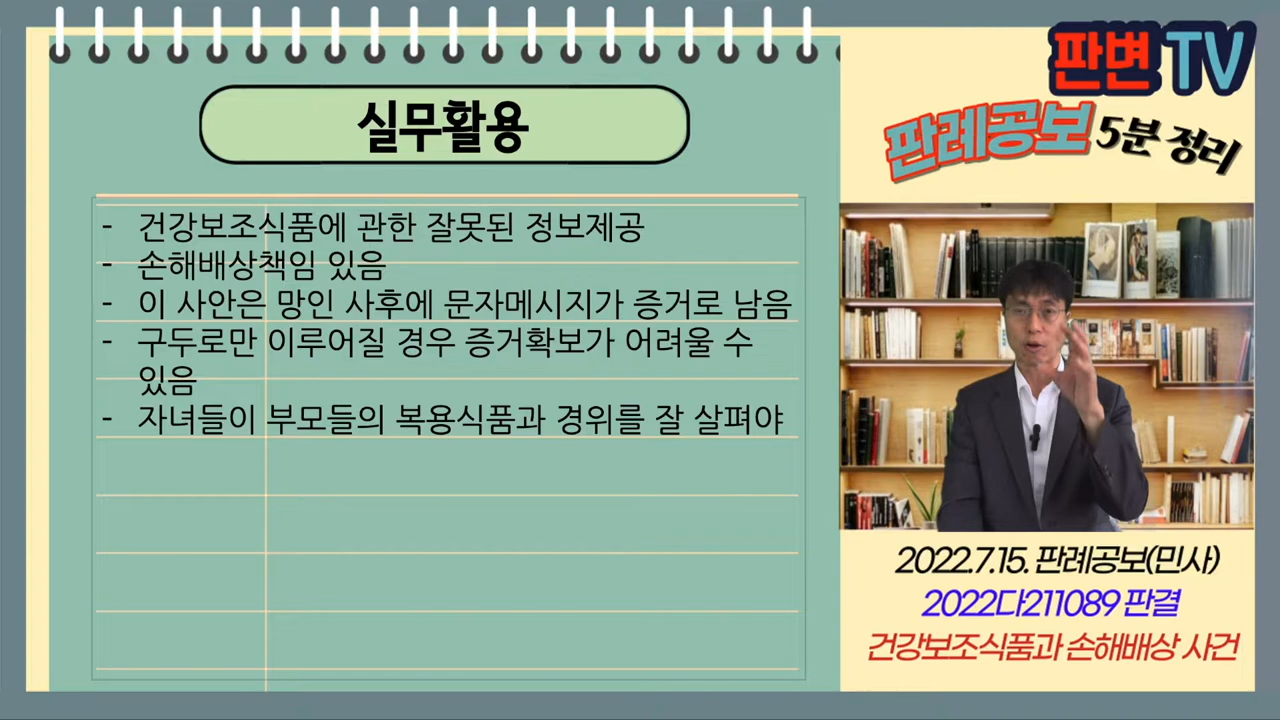 실무활용
- 건강보조식품에 관한 잘못된 정보제공
- 손해배상책임 있음
- 이 사안은 망인 사후에 문자메시지가 증거로 남음
- 구두로만 이루어질 경우 증거확보가 어려울 수
있음
- 자녀들이 부모들의 복용식품과 경위를 잘 살펴야
판변 TV
판례공보 5분 정리
2022.7.15. 판례공보(민사)
2022다211089 판결
건강보조식품과 손해배상 사건